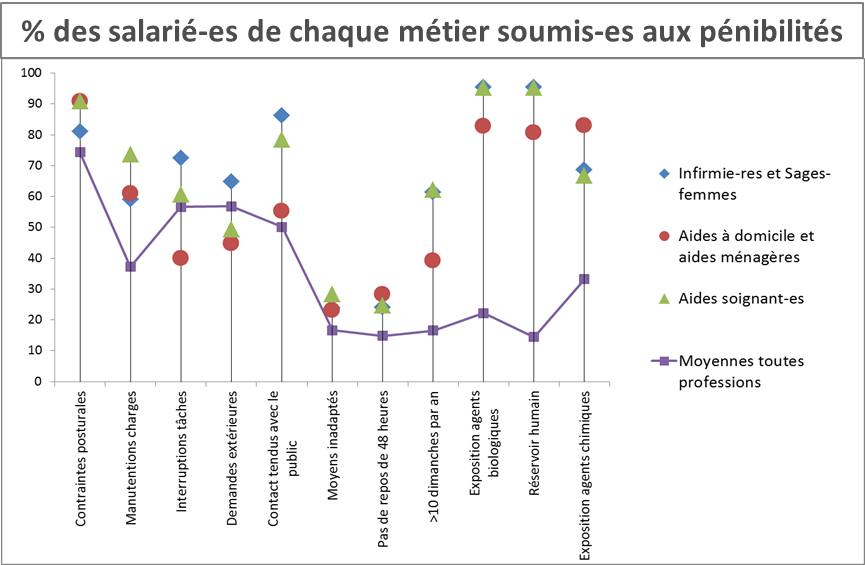 % des salarié-es de chaque métier soumis-es aux pénibilités
100
90
80
70
60
50
40
30
20
10
0
Contraintes posturales
Manutentions charges
Interruptions tâches
Demandes extérieures
Contact tendus avec le
public
Moyens inadaptés
Pas de repos de 48 heures
>10 dimanches par an
Exposition agents
biologiques
Réservoir humain
Exposition agents chimiques
Infirmie-res et Sages-
femmes
Aides à domicile et
aides ménagères
Aides soignant-es
Moyennes toutes
professions